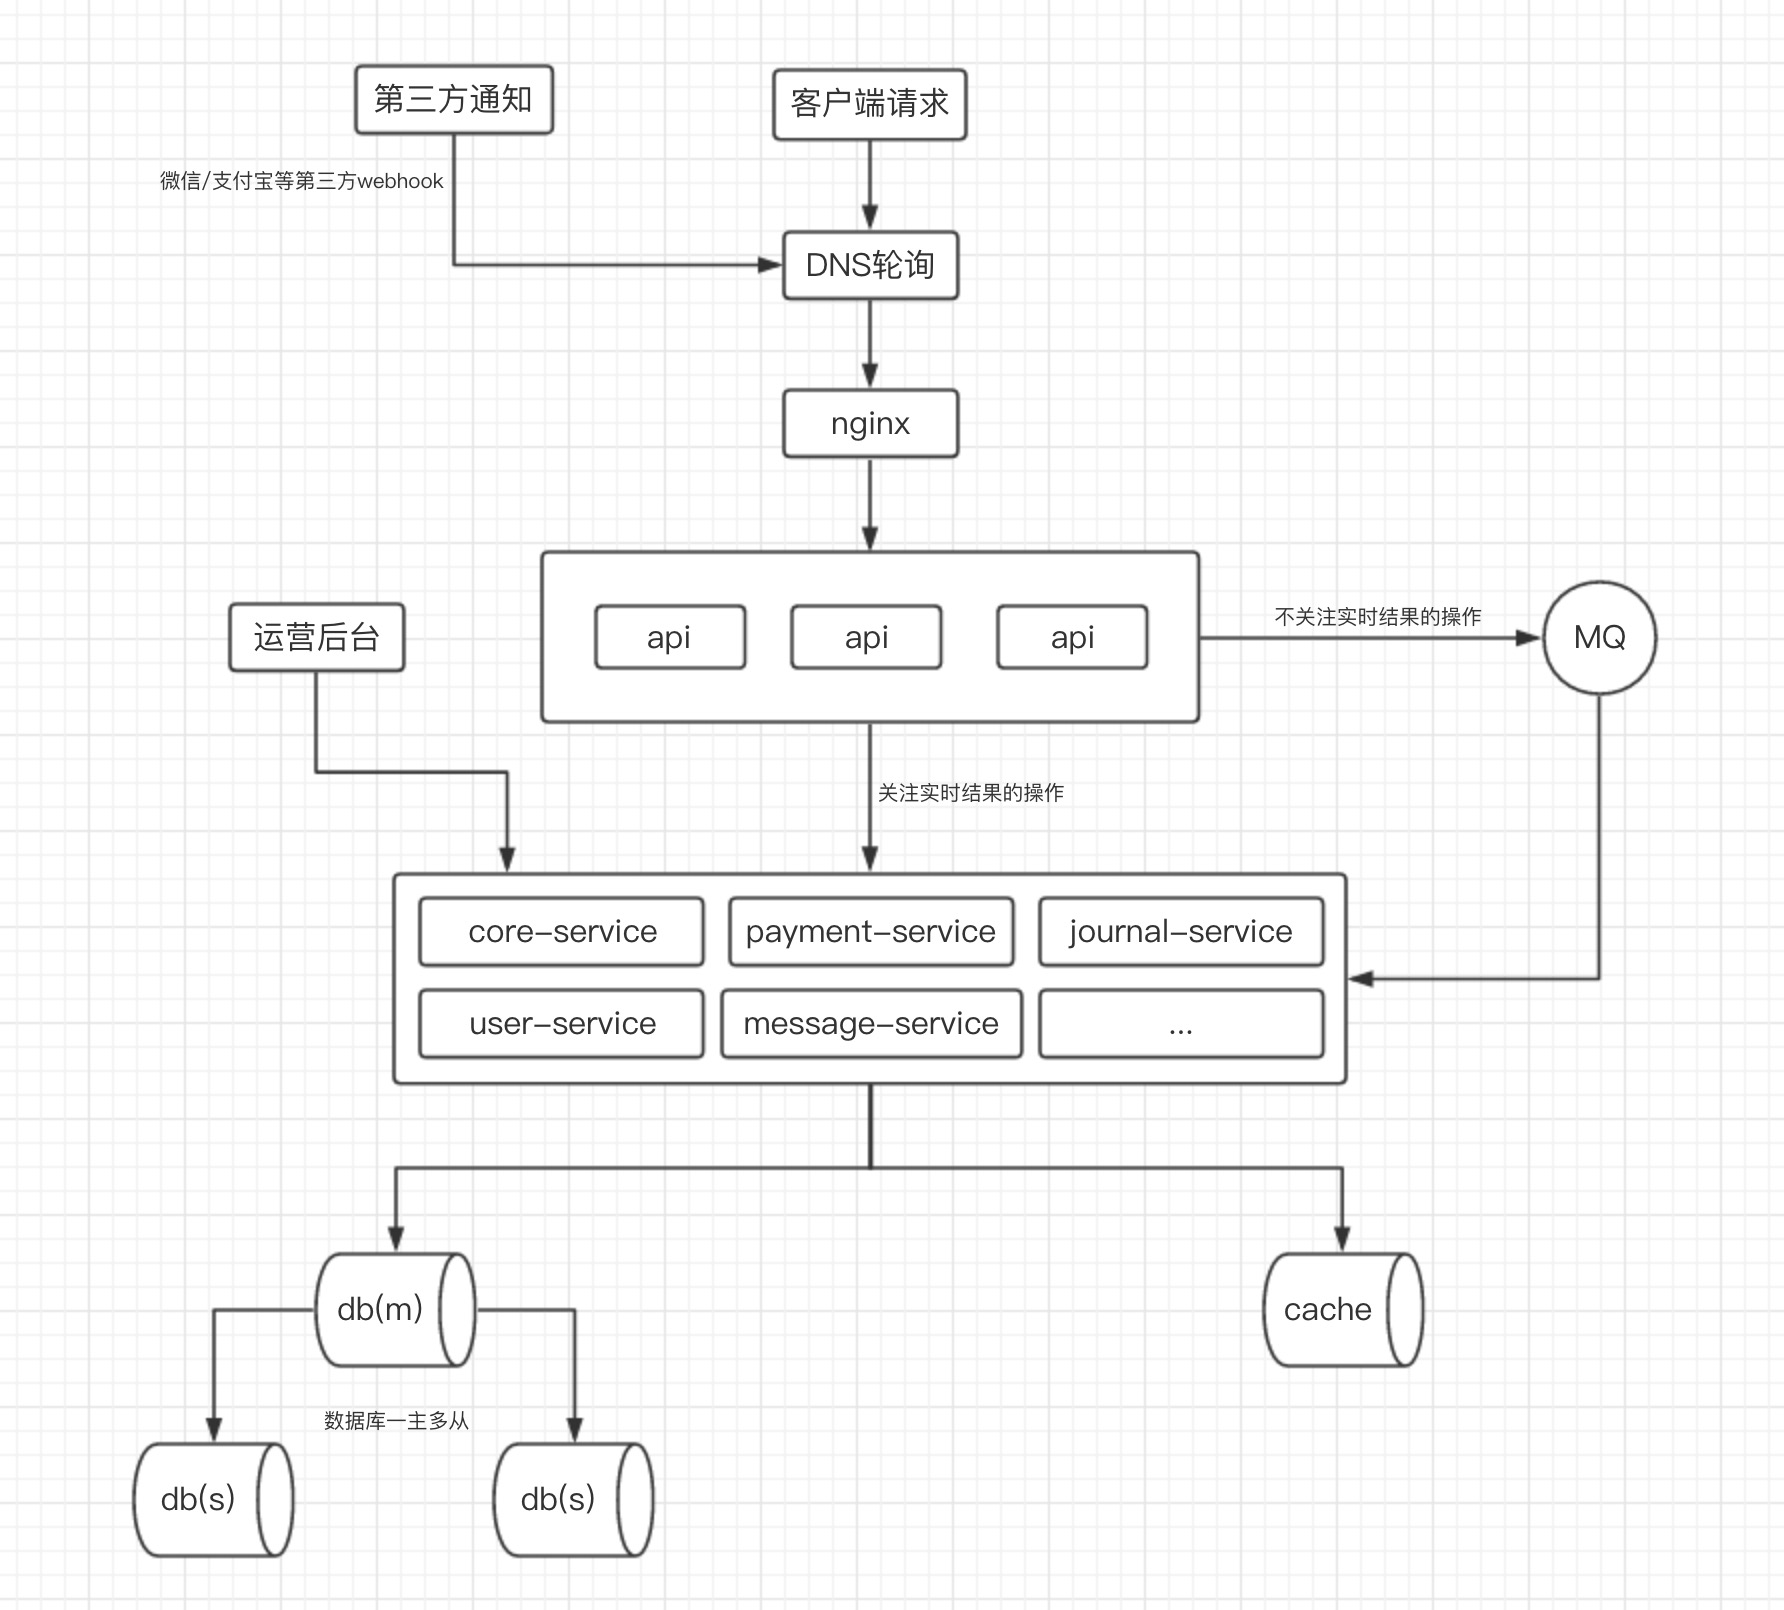 第三方通知
客户端请求
微信/支付宝等第三方webhook
DNS轮询
nginx
运营后台
api
api
api
不关注实时结果的操作
MQ
关注实时结果的操作
core-service
payment-service
journal-service
user-service
message-service
...
db(m)
cache
数据库一主多从
db(s)
db(s)